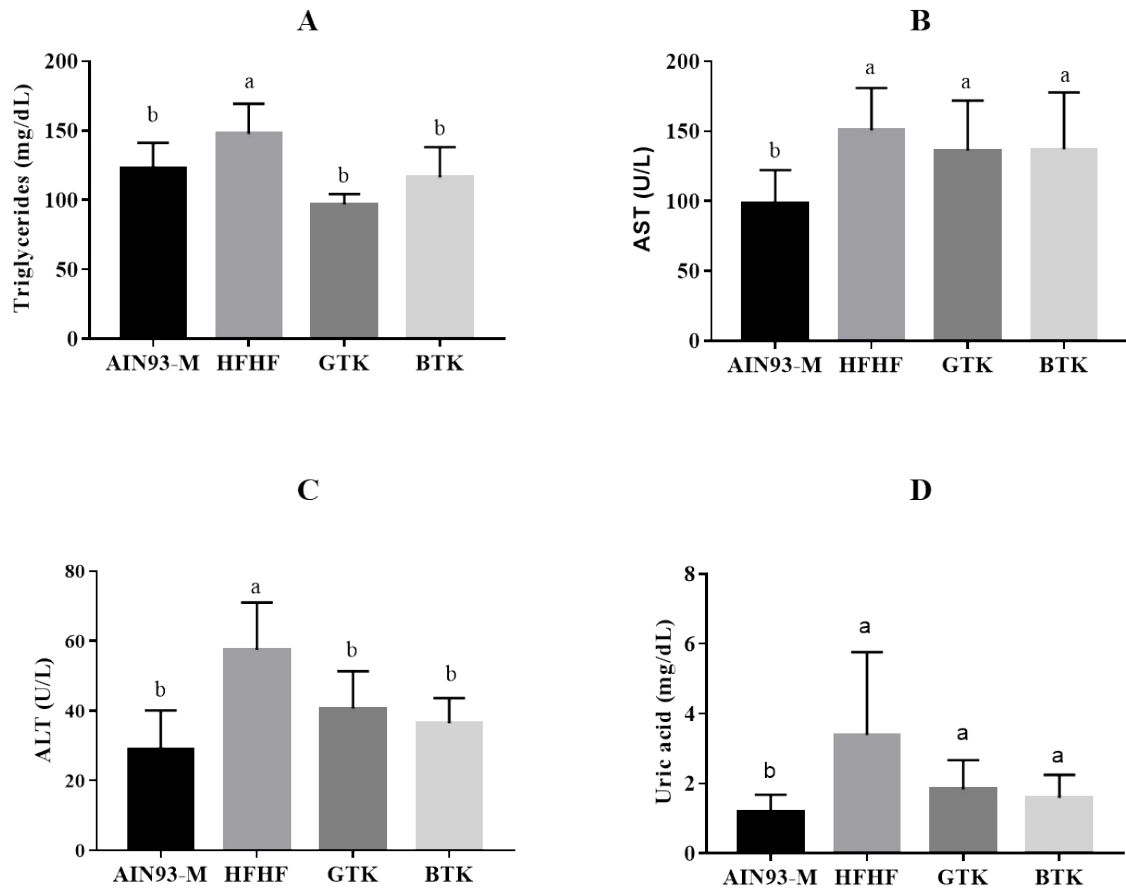 A
Triglycerides (mg/dL)
200
150
100
50
0
b
a
b
b
AIN93-M HFHF GTK BTK
B
AST (U/L)
200
150
100
50
0
b
a
a
a
AIN93-M HFHF GTK BTK
C
ALT (U/L)
80
60
40
20
0
b
a
b
b
AIN93-M HFHF GTK BTK
D
Uric acid (mg/dL)
8
6
4
2
0
b
a
a
a
AIN93-M HFHF GTK BTK